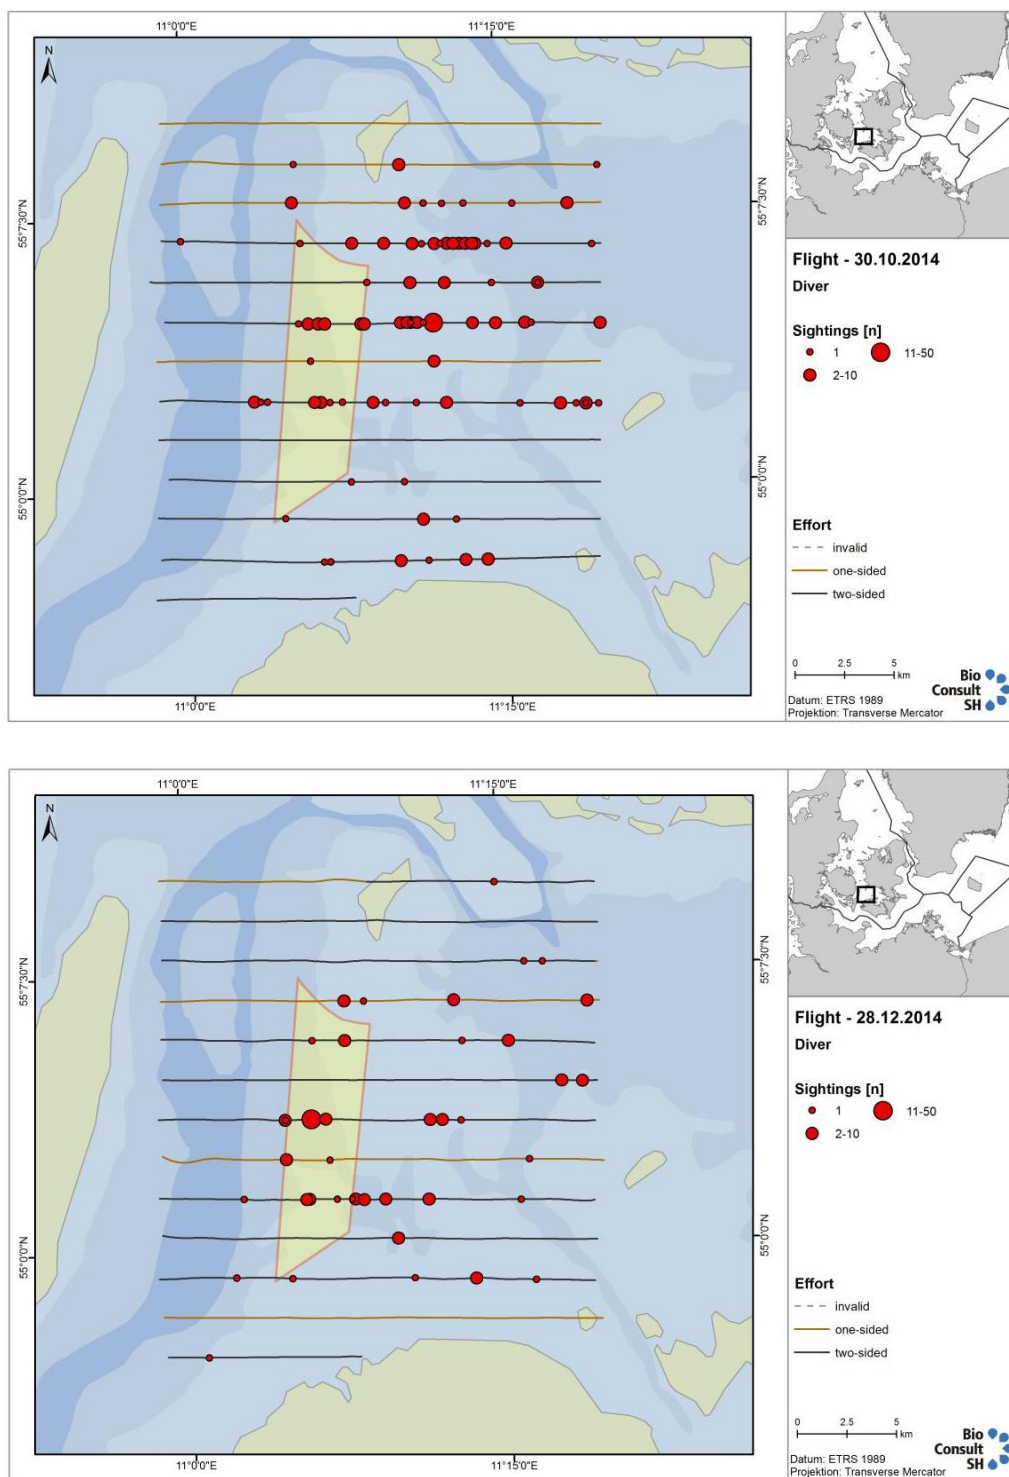 11°0'0"E
11°15'0"E
N
55°7'30"N
55°7'30"N
55°0'0"N
55°0'0"N
11°0'0"E
11°15'0"E
Flight - 30.10.2014
Diver
Sightings [n]
1
11-50
2-10
Effort
invalid
one-sided
two-sided
0
2.5
5
km
Datum: ETRS 1989
Projektion: Transverse Mercator
Bio
Consult
SH
11°0'0"E
11°15'0"E
N
55°7'30"N
55°7'30"N
55°0'0"N
55°0'0"N
11°0'0"E
11°15'0"E
Flight - 28.12.2014
Diver
Sightings [n]
1
11-50
2-10
Effort
invalid
one-sided
two-sided
0
2.5
5
km
Datum: ETRS 1989
Projektion: Transverse Mercator
Bio
Consult
SH